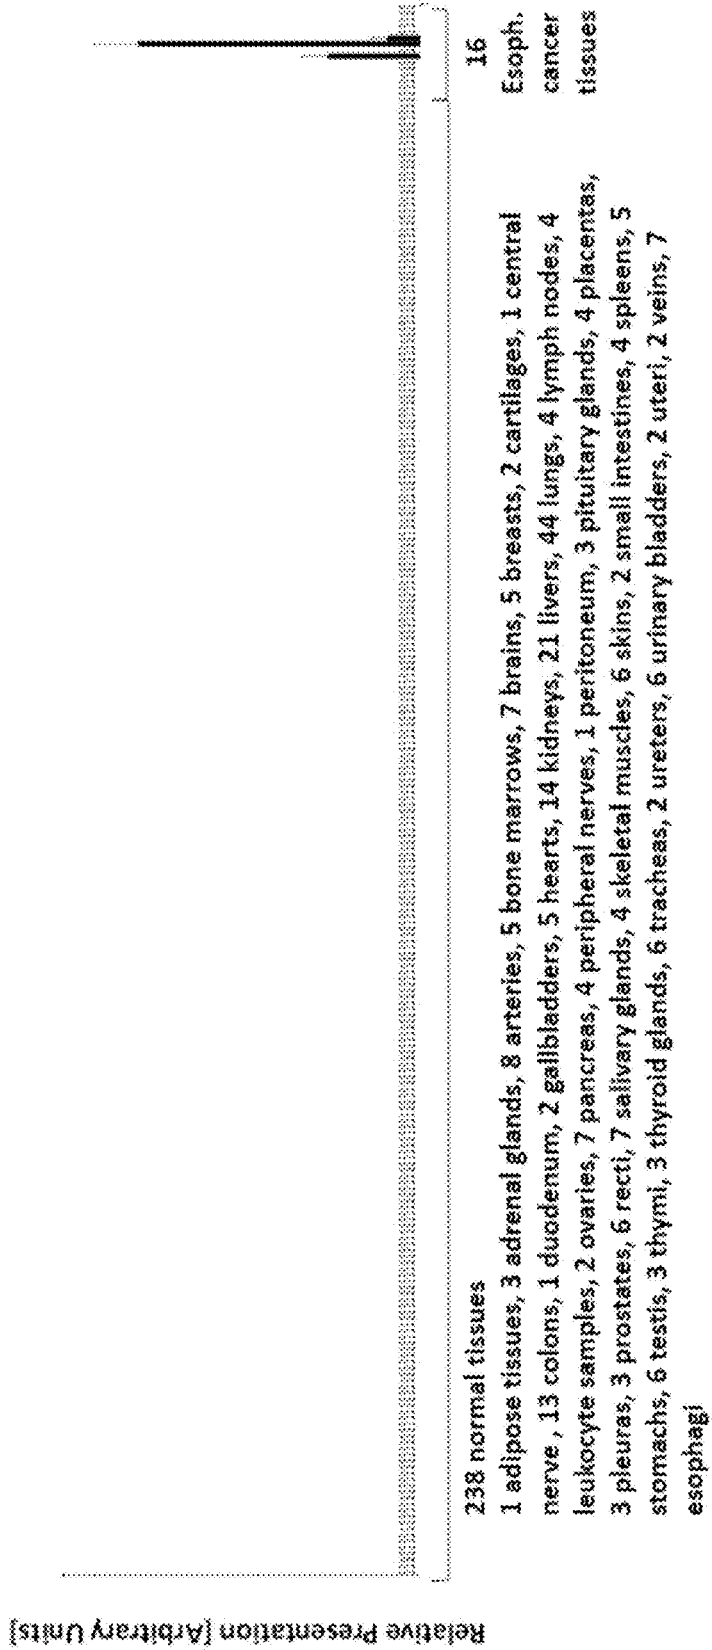 Relative Presentation [Arbitrary Units]
238 normal tissues
1 adipose tissues, 3 adrenal glands, 8 arteries, 5 bone marrows, 7 brains, 5 breasts, 2 cartilages, 1 central
nerve , 13 colons, 1 duodenum, 2 gallbladders, 5 hearts, 14 kidneys, 21 livers, 44 lungs, 4 lymph nodes, 4
leukocyte samples, 2 ovaries, 7 pancreas, 4 peripheral nerves, 1 peritoneum, 3 pituitary glands, 4 placentas,
3 pleuras, 3 prostates, 6 recti, 7 salivary glands, 4 skeletal muscles, 6 skins, 2 small intestines, 4 spleens, 5
stomachs, 6 testis, 3 thymi, 3 thyroid glands, 6 tracheas, 2 ureters, 6 urinary bladders, 2 uteri, 2 veins, 7
esophagi
16
Esoph.
cancer
tissues